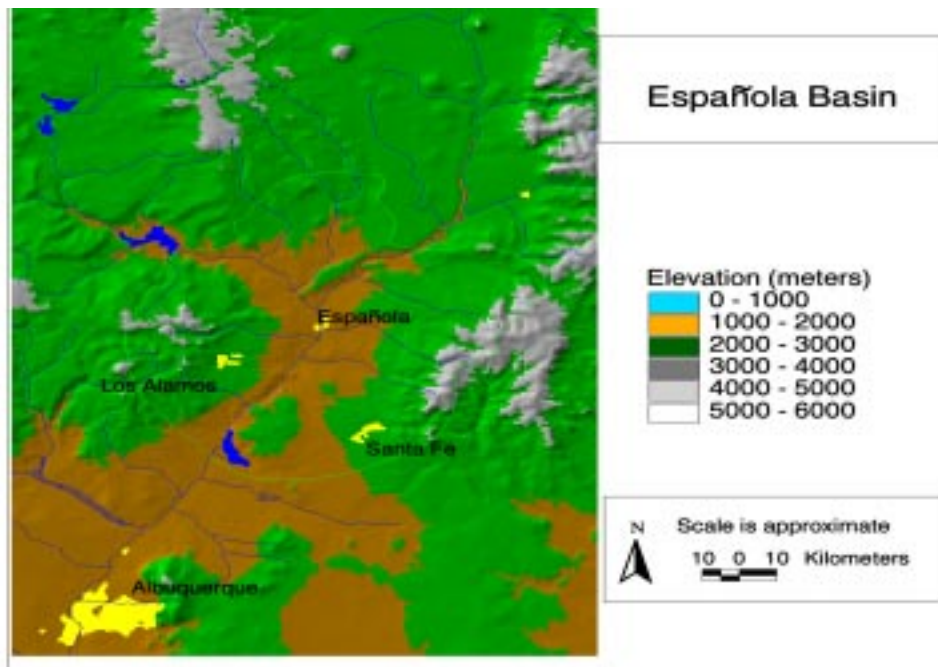 Española Basin
Elevation (meters)
0 - 1000
1000 - 2000
2000 - 3000
3000 - 4000
4000 - 5000
5000 - 6000
Española
Los Alamos
Santa Fe
Albuquerque
N
Scale is approximate
10 0 10 Kilometers